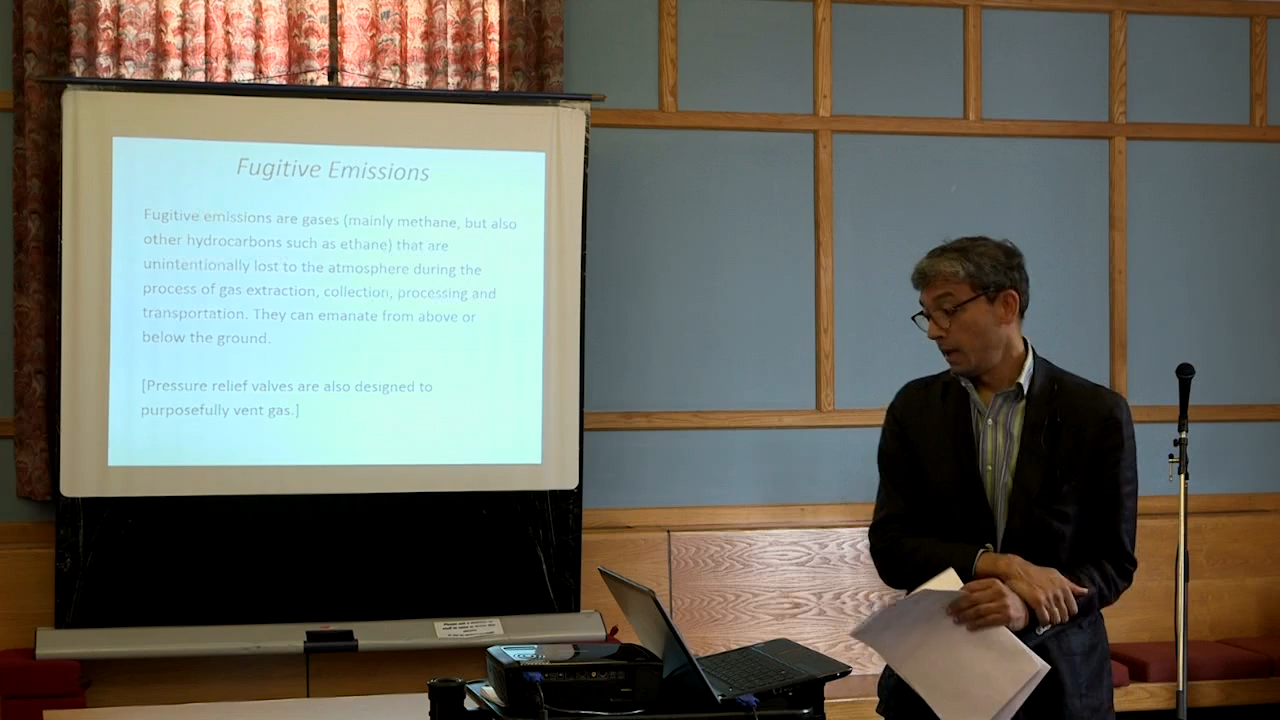 Fugitive Emissions
Fugitive emissions are gases (mainly methane, but also
other hydrocarbons such as ethane) that are
unintentionally lost to the atmosphere during the
process of gas extraction, collection, processing and
transportation. They can emanate from above or
below the ground.
[Pressure relief valves are also designed to
purposefully vent gas.]